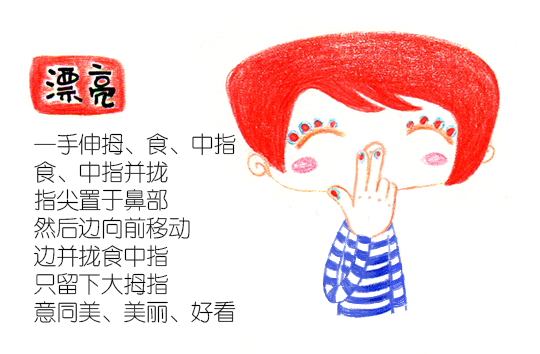 漂亮
一手伸拇、食、中指
食、中指并拢
指尖置于鼻部
然后边向前移动
边并拢食中指
只留下大拇指
意同美、美丽、好看